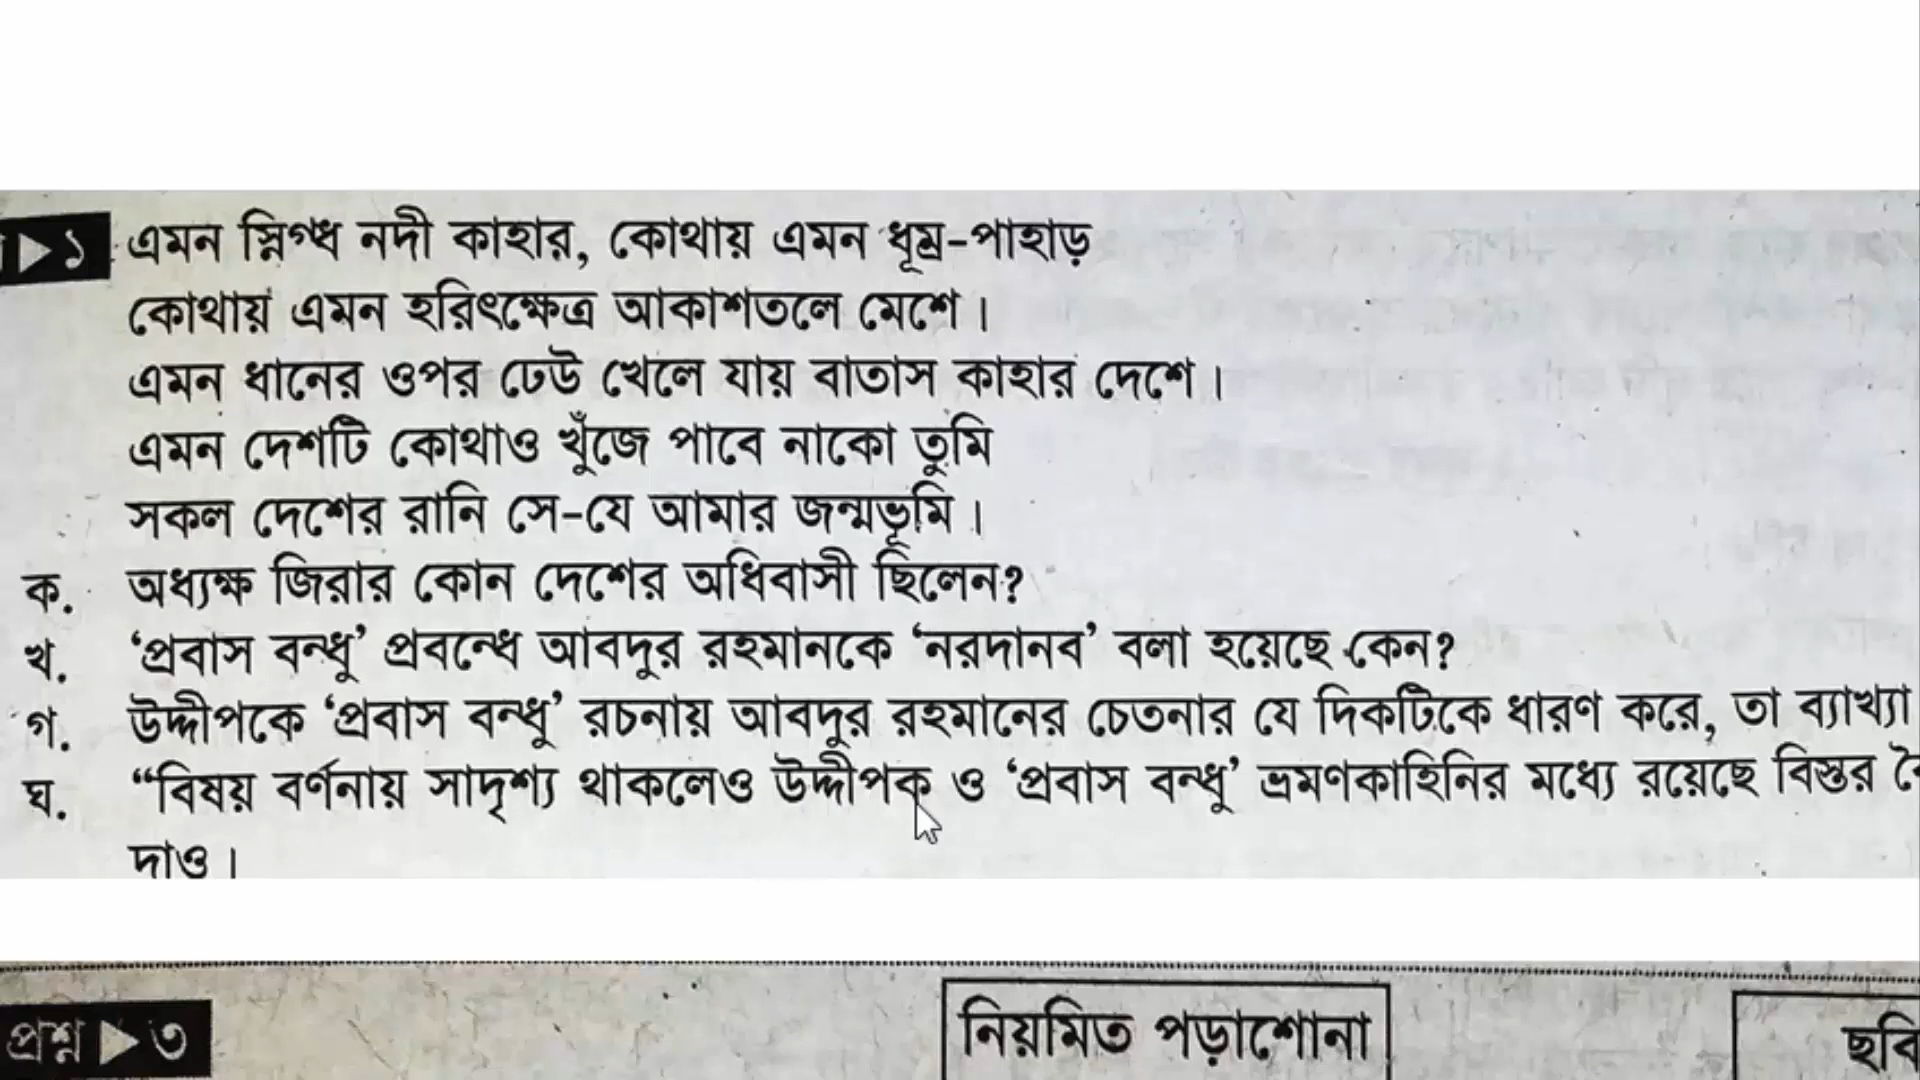 ▶১ এমন স্নিগ্ধ নদী কাহার, কোথায় এমন ধূম্র-পাহাড়
কোথায় এমন হরিৎক্ষেত্র আকাশতলে মেশে।
এমন ধানের ওপর ঢেউ খেলে যায় বাতাস কাহার দেশে।
এমন দেশটি কোথাও খুঁজে পাবে নাকো তুমি
সকল দেশের রানি সে-যে আমার জন্মভূমি।
ক. অধ্যক্ষ জিরার কোন দেশের অধিবাসী ছিলেন?
খ. ‘প্রবাস বন্ধু’ প্রবন্ধে আবদুর রহমানকে ‘নরদানব’ বলা হয়েছে কেন?
গ. উদ্দীপকে ‘প্রবাস বন্ধু’ রচনায় আবদুর রহমানের চেতনার যে দিকটিকে ধারণ করে, তা ব্যাখ্যা
ঘ. “বিষয় বর্ণনায় সাদৃশ্য থাকলেও উদ্দীপক ও ‘প্রবাস বন্ধু’ ভ্রমণকাহিনির মধ্যে রয়েছে বিস্তর
দাও।
প্রশ্ন ▶৩ নিয়মিত পড়াশোনা ছবি